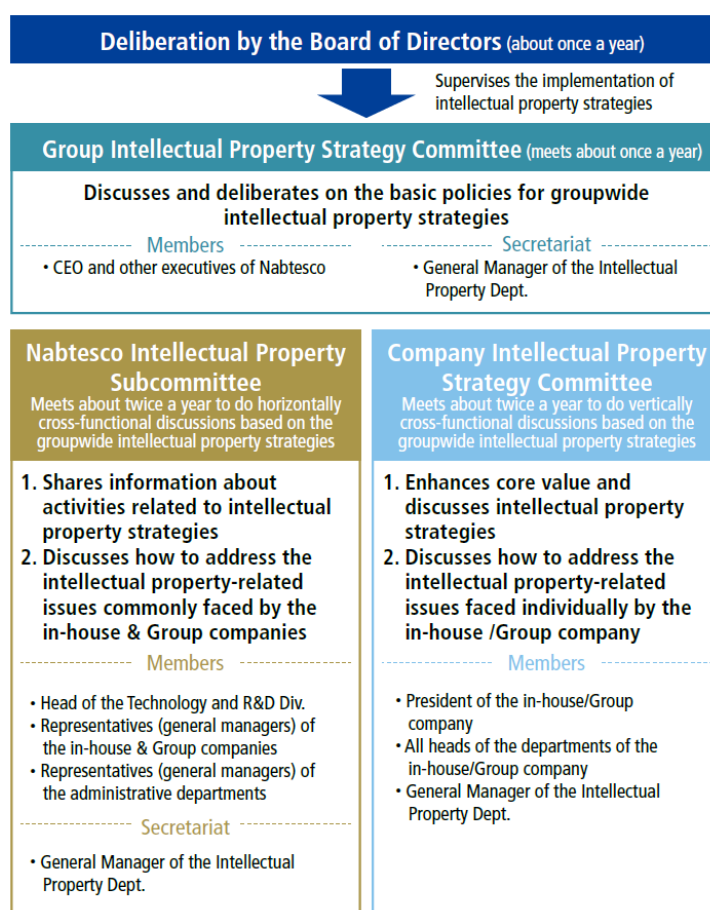 Deliberation by the Board of Directors (about once a year)
Supervises the implementation of
intellectual property strategies
Group Intellectual Property Strategy Committee (meets about once a year)
Discusses and deliberates on the basic policies for groupwide
intellectual property strategies
Members
• CEO and other executives of Nabtesco
Secretariat
• General Manager of the Intellectual
Property Dept.
Nabtesco Intellectual Property
Subcommittee
Meets about twice a year to do horizontally
cross-functional discussions based on the
groupwide intellectual property strategies
1. Shares information about
activities related to intellectual
property strategies
2. Discusses how to address the
intellectual property-related
issues commonly faced by the
in-house & Group companies
Members
• Head of the Technology and R&D Div.
• Representatives (general managers) of
the in-house & Group companies
• Representatives (general managers) of
the administrative departments
Secretariat
• General Manager of the Intellectual
Property Dept.
Company Intellectual Property
Strategy Committee
Meets about twice a year to do vertically
cross-functional discussions based on the
groupwide intellectual property strategies
1. Enhances core value and
discusses intellectual property
strategies
2. Discusses how to address the
intellectual property-related
issues faced individually by the
in-house /Group company
Members
• President of the in-house/Group
company
• All heads of the departments of the
in-house/Group company
• General Manager of the Intellectual
Property Dept.